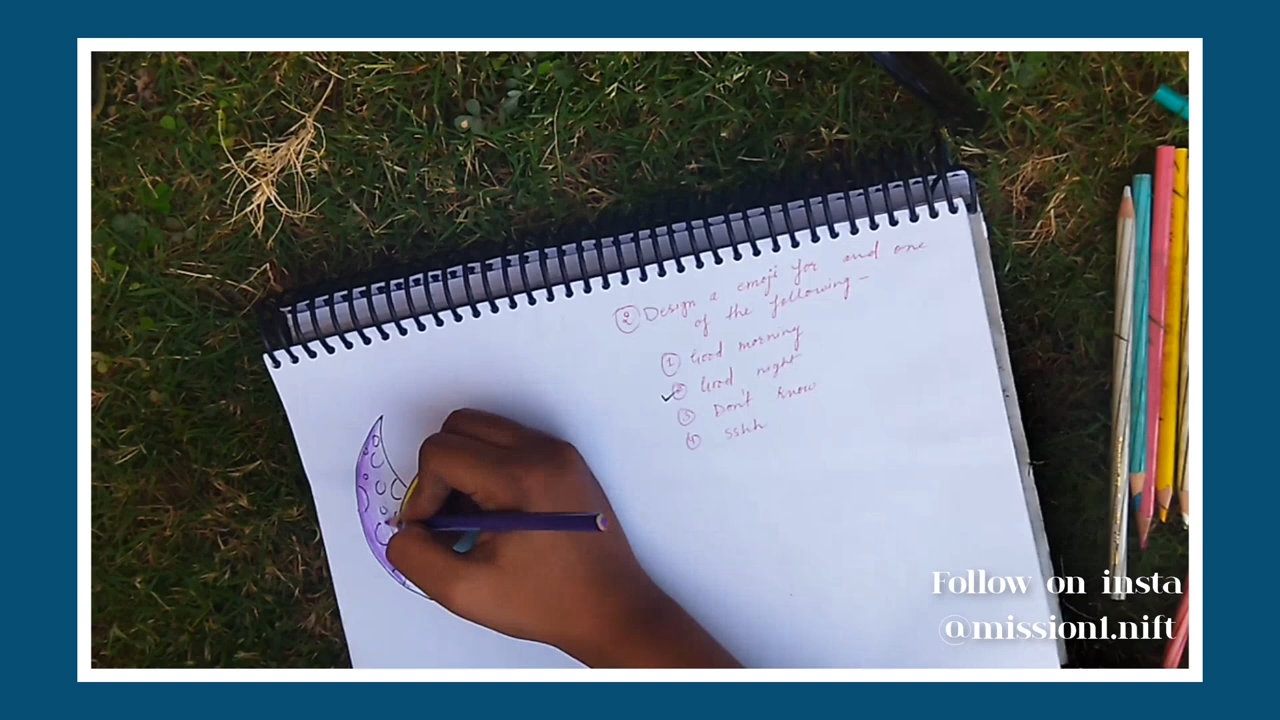 Q Design a emoji for and one
of the following -
1 Good morning
2 Good night
3 Don't know
4 sshh
Follow on insta
@mission1.nift